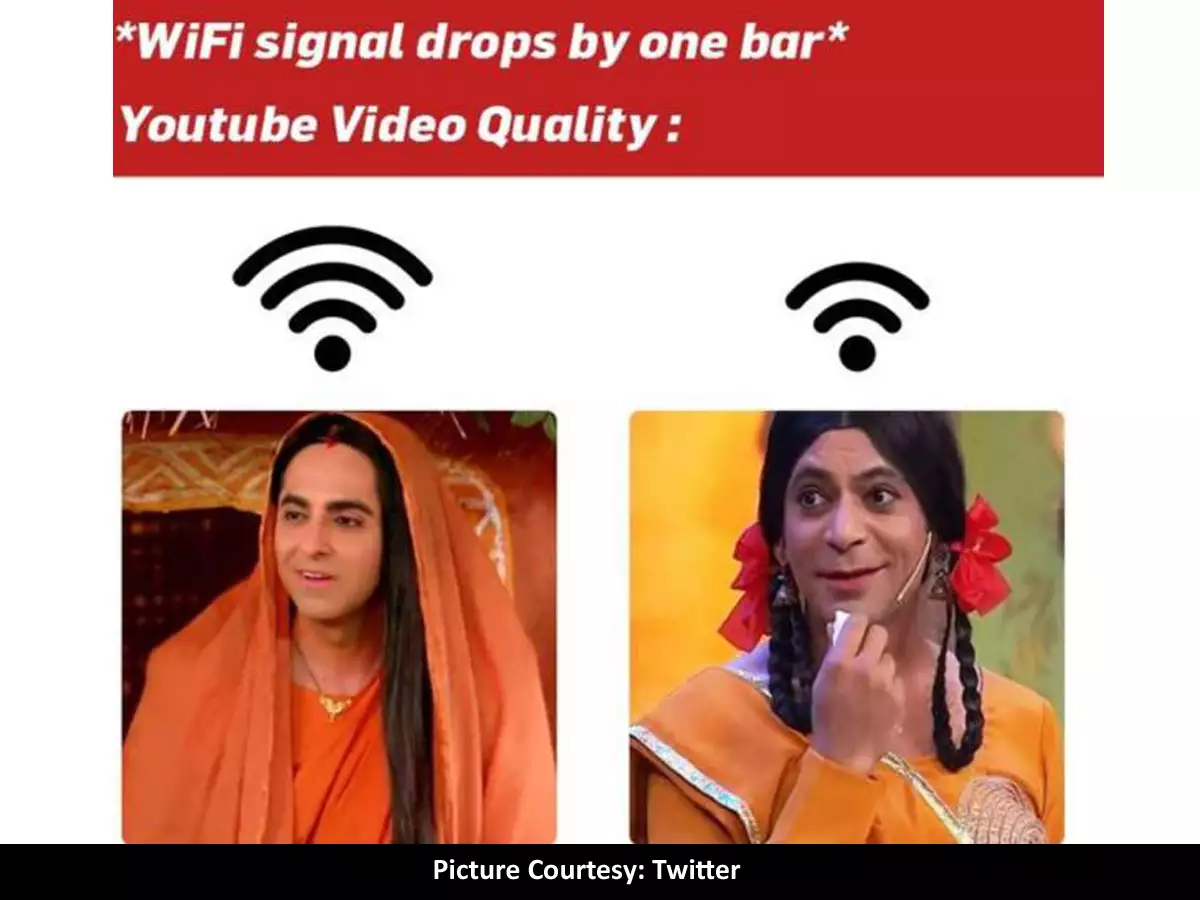 *WiFi signal drops by one bar*
Youtube Video Quality :
Picture Courtesy: Twitter